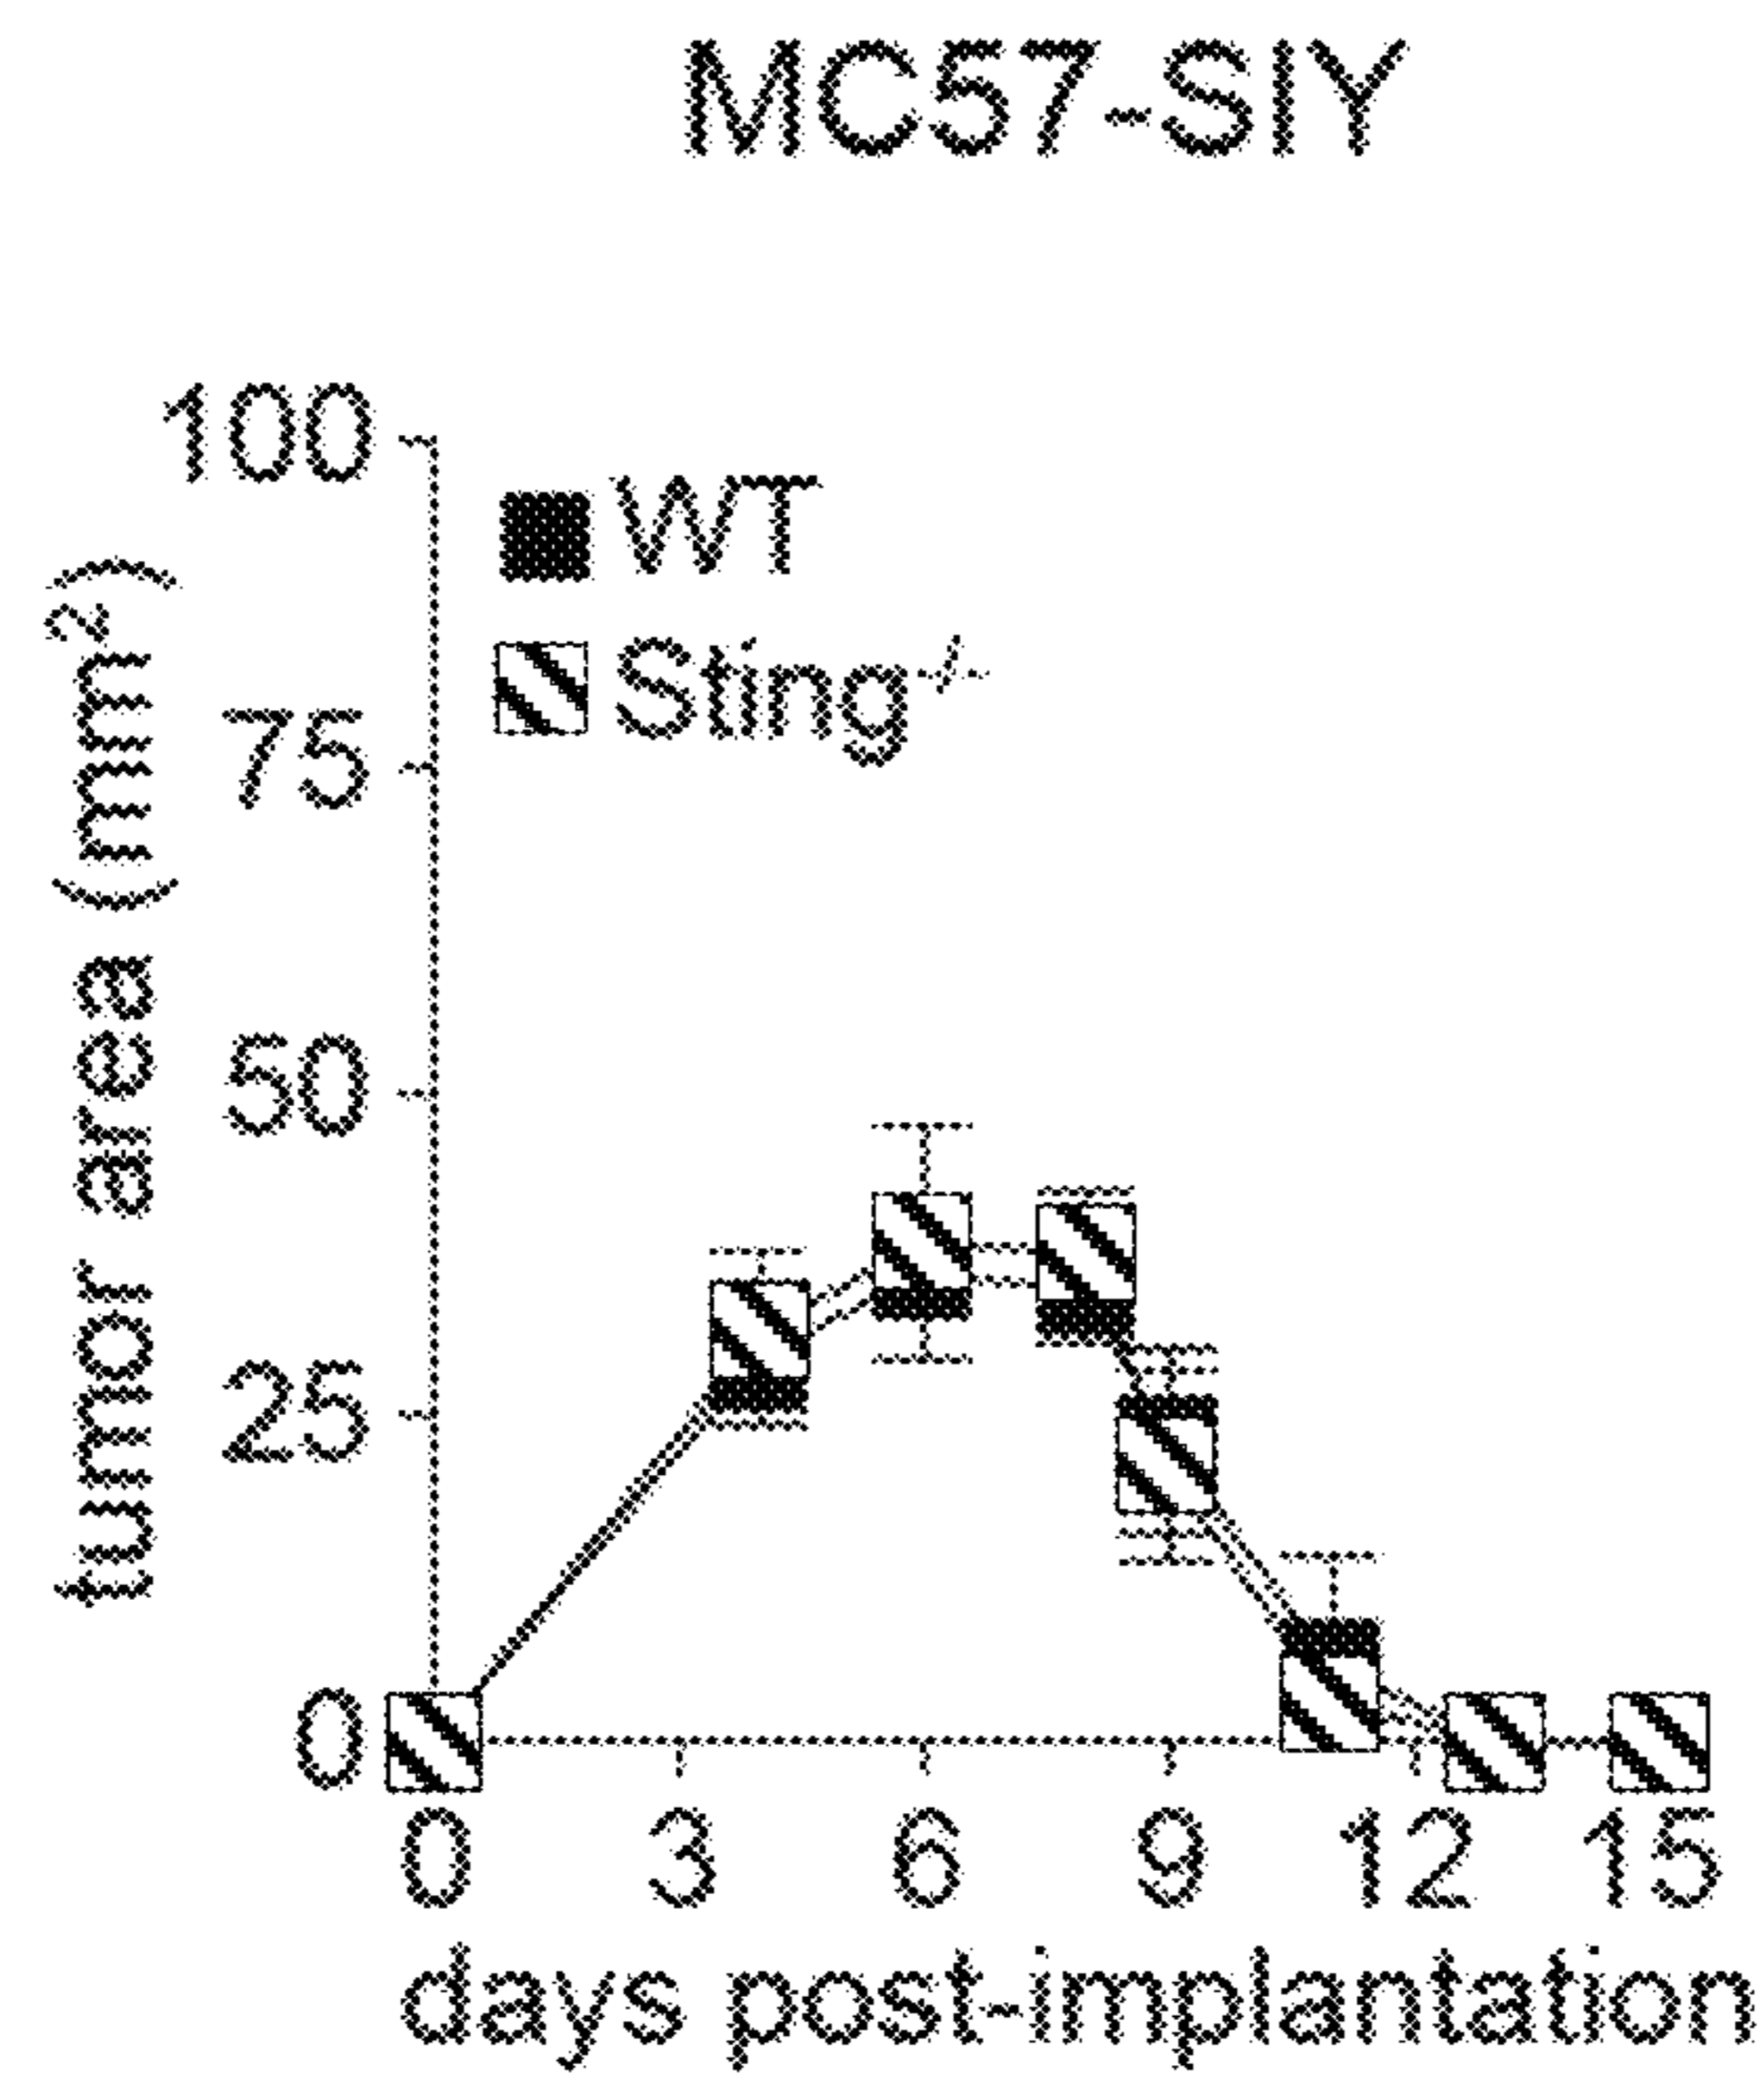 MC57-SIY
100
75
50
25
0
tumor area (mm²)
WT
Sting⁻/⁻
0 3 6 9 12 15
days post-implantation